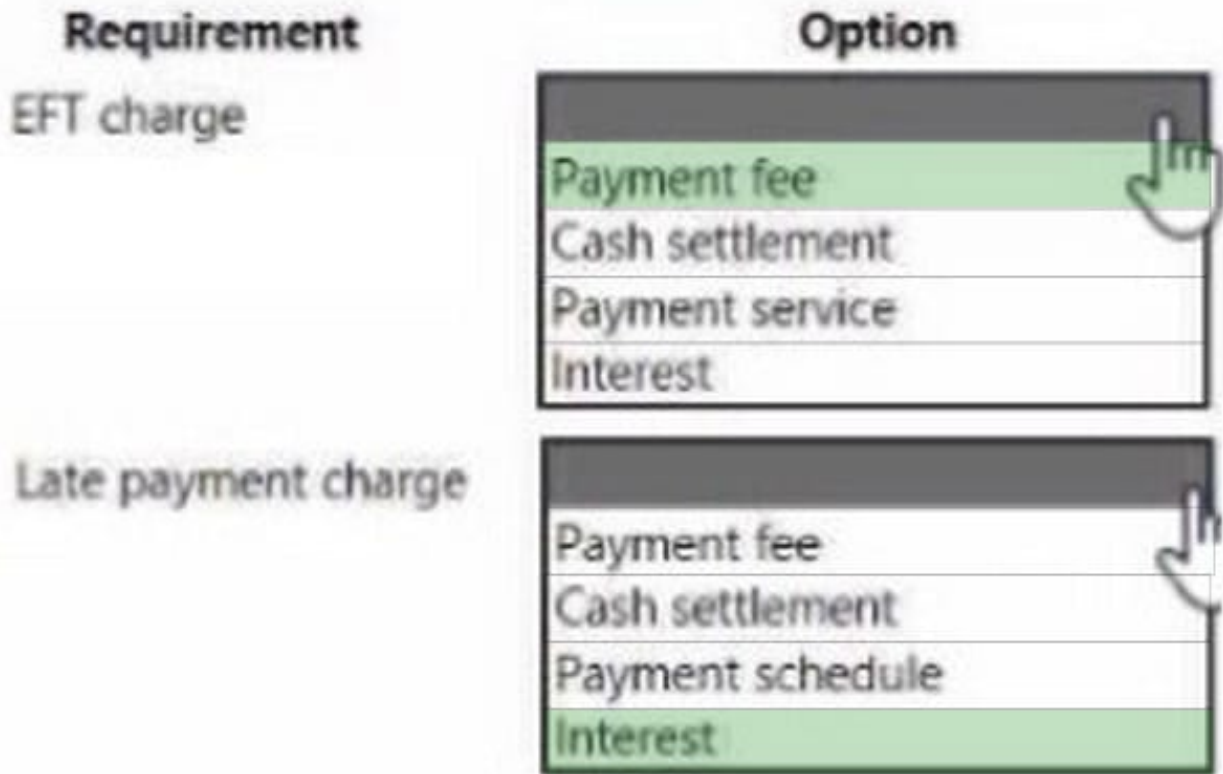 Requirement Option
EFT charge
Payment fee
Cash settlement
Payment service
Interest
Late payment charge
Payment fee
Cash settlement
Payment schedule
Interest